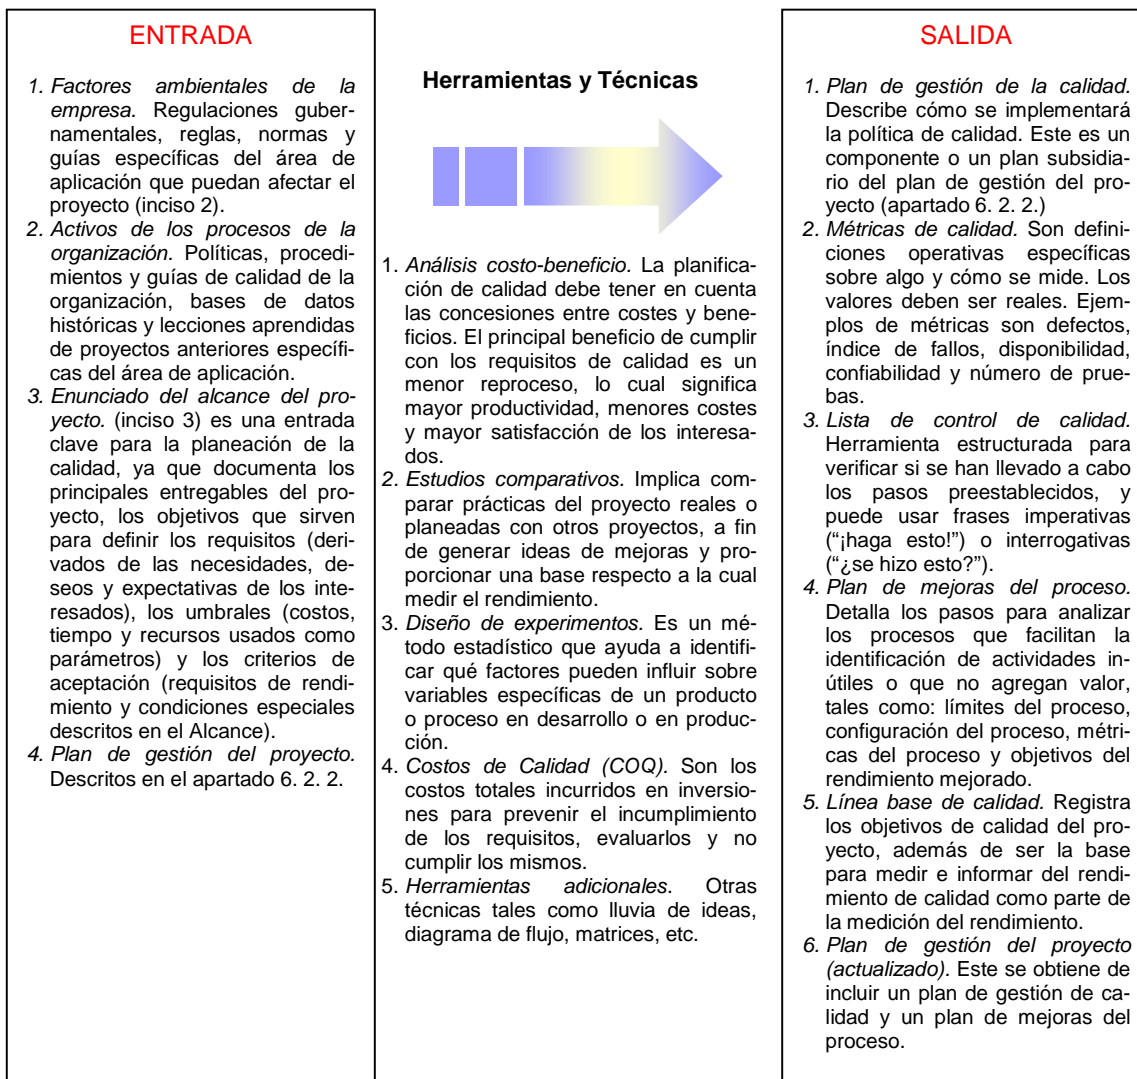 ENTRADA
1. Factores ambientales de la
empresa. Regulaciones guber-
namentales, reglas, normas y
guías específicas del área de
aplicación que puedan afectar el
proyecto (inciso 2).
2. Activos de los procesos de la
organización. Políticas, procedi-
mientos y guías de calidad de la
organización, bases de datos
históricas y lecciones aprendidas
de proyectos anteriores específi-
cas del área de aplicación.
3. Enunciado del alcance del pro-
yecto. (inciso 3) es una entrada
clave para la planeación de la
calidad, ya que documenta los
principales entregables del pro-
yecto, los objetivos que sirven
para definir los requisitos (deri-
vados de las necesidades, de-
seos y expectativas de los inte-
resados), los umbrales (costos,
tiempo y recursos usados como
parámetros) y los criterios de
aceptación (requisitos de rendi-
miento y condiciones especiales
descritos en el Alcance).
4. Plan de gestión del proyecto.
Descritos en el apartado 6. 2. 2.
Herramientas y Técnicas
1. Análisis costo-beneficio. La planifica-
ción de calidad debe tener en cuenta
las concesiones entre costes y bene-
ficios. El principal beneficio de cumplir
con los requisitos de calidad es un
menor reproceso, lo cual significa
mayor productividad, menores costes
y mayor satisfacción de los interesa-
dos.
2. Estudios comparativos. Implica com-
parar prácticas del proyecto reales o
planeadas con otros proyectos, a fin
de generar ideas de mejoras y pro-
porcionar una base respecto a la cual
medir el rendimiento.
3. Diseño de experimentos. Es un mé-
todo estadístico que ayuda a identifi-
car qué factores pueden influir sobre
variables específicas de un producto
o proceso en desarrollo o en produc-
ción.
4. Costos de Calidad (COQ). Son los
costos totales incurridos en inversio-
nes para prevenir el incumplimiento
de los requisitos, evaluarlos y no
cumplir los mismos.
5. Herramientas adicionales. Otras
técnicas tales como lluvia de ideas,
diagrama de flujo, matrices, etc.
SALIDA
1. Plan de gestión de la calidad.
Describe cómo se implementará
la política de calidad. Este es un
componente o un plan subsidia-
rio del plan de gestión del pro-
yecto (apartado 6. 2. 2.)
2. Métricas de calidad. Son defini-
ciones operativas específicas
sobre algo y cómo se mide. Los
valores deben ser reales. Ejem-
plos de métricas son defectos,
índice de fallos, disponibilidad,
confiabilidad y número de prue-
bas.
3. Lista de control de calidad.
Herramienta estructurada para
verificar si se han llevado a cabo
los pasos preestablecidos, y
puede usar frases imperativas
(“¡haga esto!”) o interrogativas
(“¿se hizo esto?”).
4. Plan de mejoras del proceso.
Detalla los pasos para analizar
los procesos que facilitan la
identificación de actividades in-
útiles o que no agregan valor,
tales como: límites del proceso,
configuración del proceso, métri-
cas del proceso y objetivos del
rendimiento mejorado.
5. Línea base de calidad. Registra
los objetivos de calidad del pro-
yecto, además de ser la base
para medir e informar del rendi-
miento de calidad como parte de
la medición del rendimiento.
6. Plan de gestión del proyecto
(actualizado). Este se obtiene de
incluir un plan de gestión de ca-
lidad y un plan de mejoras del
proceso.